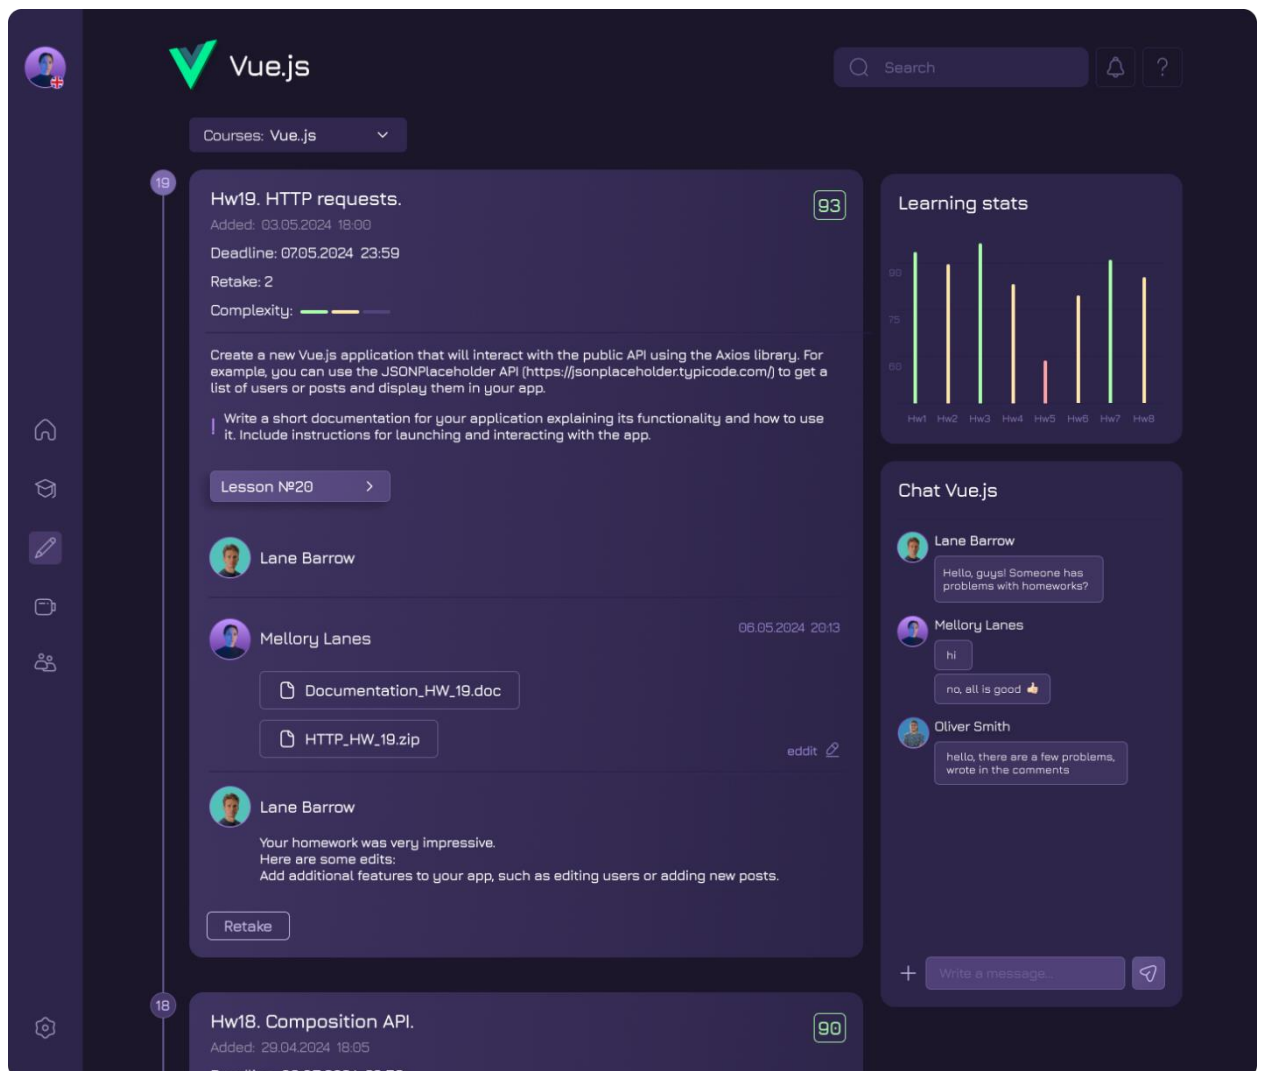 Vue.js
Search
?
Courses: Vue..js
19
Hw19. HTTP requests.
93
Added: 03.05.2024 18:00
Deadline: 07.05.2024 23:59
Retake: 2
Complexity:
Create a new Vue.js application that will interact with the public API using the Axios library. For
example, you can use the JSONPlaceholder API (https://jsonplaceholder.typicode.com/) to get a
list of users or posts and display them in your app.
! Write a short documentation for your application explaining its functionality and how to use
it. Include instructions for launching and interacting with the app.
Lesson №20
Lane Barrow
Mellory Lanes
06.05.2024 20:13
Documentation_HW_19.doc
HTTP_HW_19.zip
eddit
Lane Barrow
Your homework was very impressive.
Here are some edits:
Add additional features to your app, such as editing users or adding new posts.
Retake
18
Hw18. Composition API.
90
Added: 29.04.2024 18:05
Learning stats
90
75
60
Hw1 Hw2 Hw3 Hw4 Hw5 Hw6 Hw7 Hw8
Chat Vue.js
Lane Barrow
Hello, guys! Someone has
problems with homeworks?
Mellory Lanes
hi
no, all is good 👍🏻
Oliver Smith
hello, there are a few problems,
wrote in the comments
Write a message...